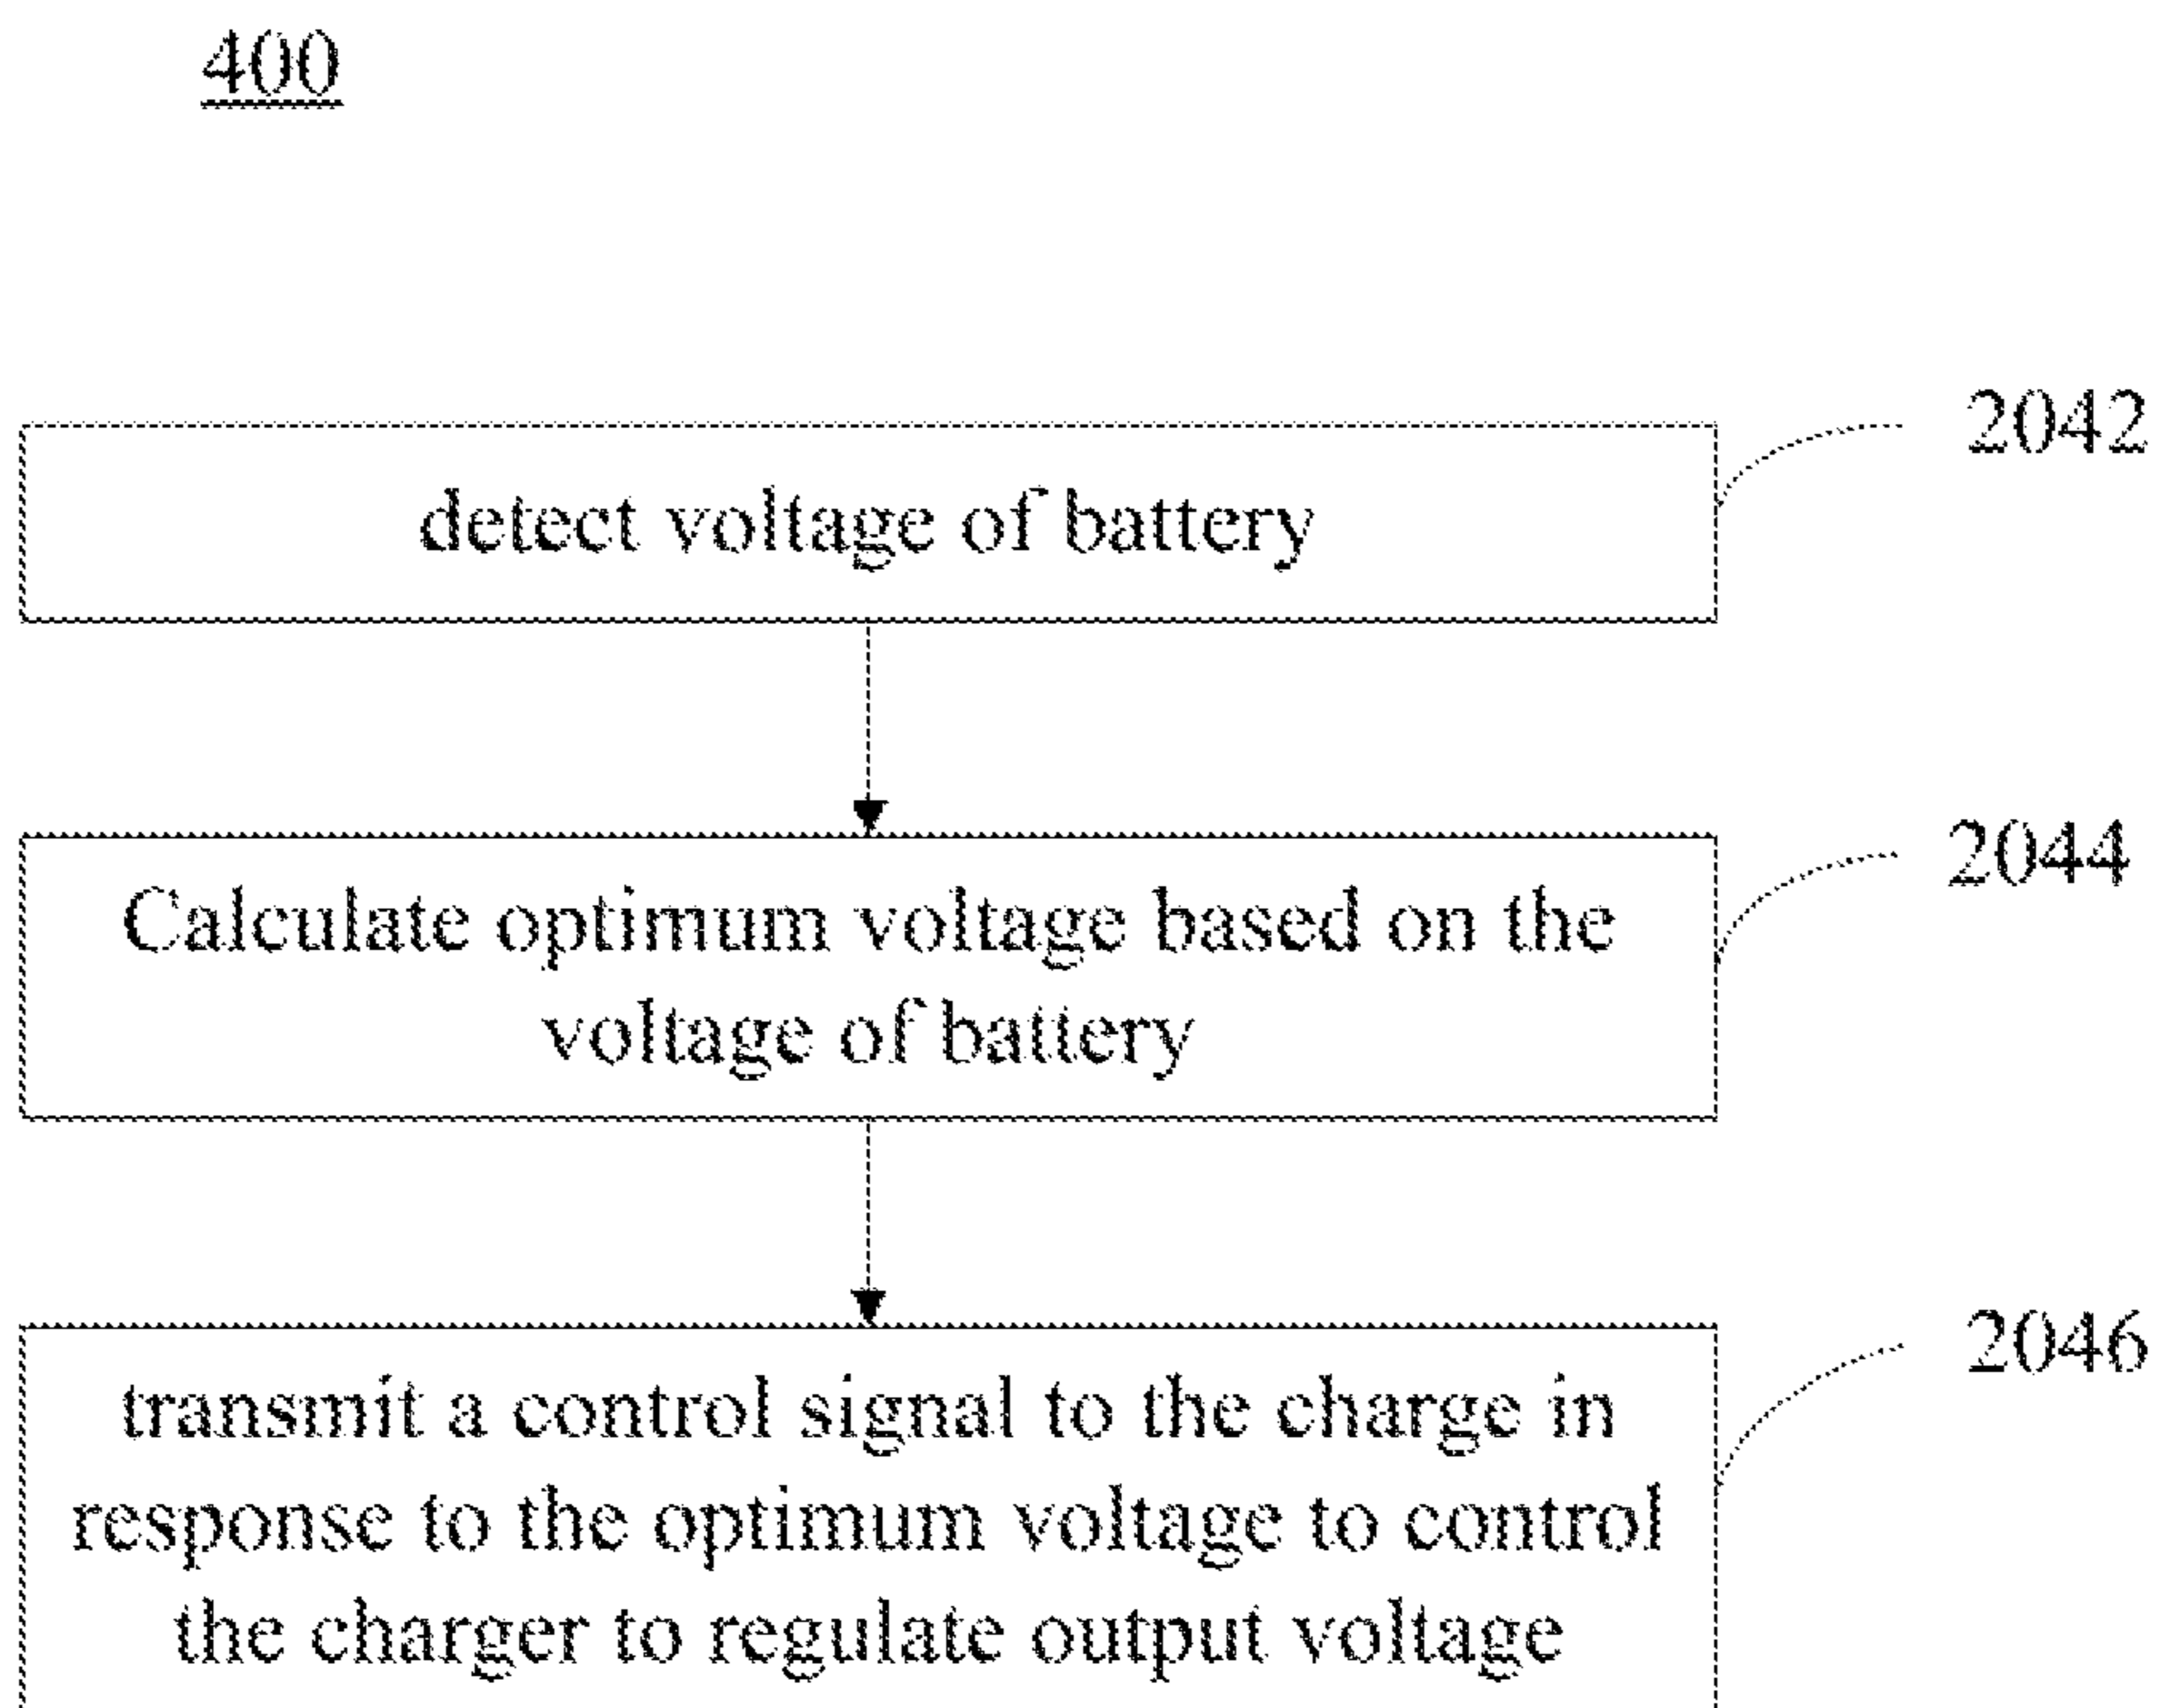 400
2042
detect voltage of battery
2044
Calculate optimum voltage based on the
voltage of battery
2046
transmit a control signal to the charge in
response to the optimum voltage to control
the charger to regulate output voltage